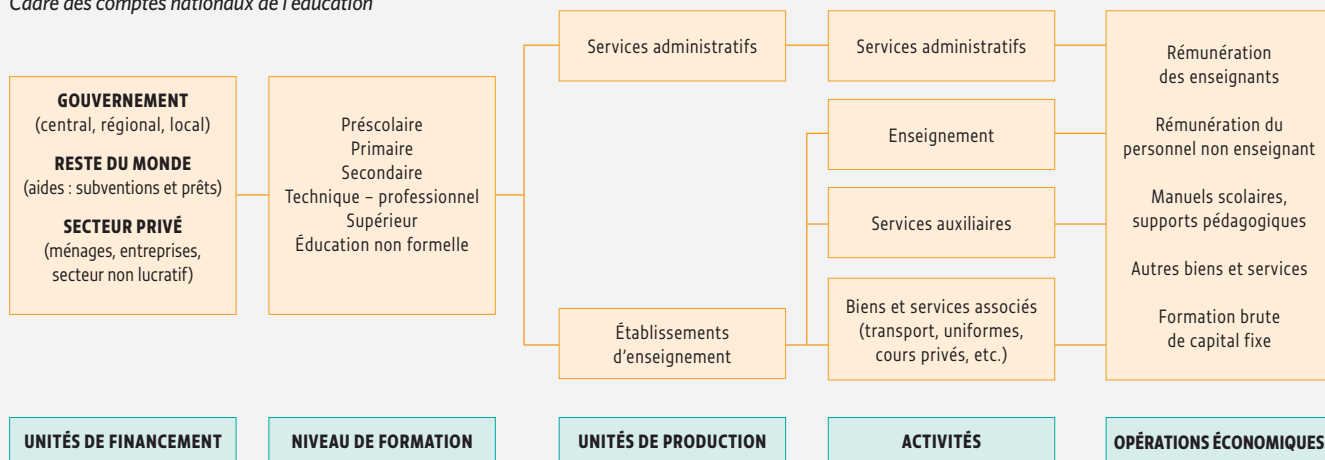 Cadre des comptes nationaux de l'éducation
GOUVERNEMENT
(central, régional, local)
RESTE DU MONDE
(aides : subventions et prêts)
SECTEUR PRIVÉ
(ménages, entreprises,
secteur non lucratif)
Préscolaire
Primaire
Secondaire
Technique – professionnel
Supérieur
Éducation non formelle
Services administratifs
Établissements
d'enseignement
Services administratifs
Enseignement
Services auxiliaires
Biens et services associés
(transport, uniformes,
cours privés, etc.)
Rémunération
des enseignants
Rémunération du
personnel non enseignant
Manuels scolaires,
supports pédagogiques
Autres biens et services
Formation brute
de capital fixe
UNITÉS DE FINANCEMENT
NIVEAU DE FORMATION
UNITÉS DE PRODUCTION
ACTIVITÉS
OPÉRATIONS ÉCONOMIQUES